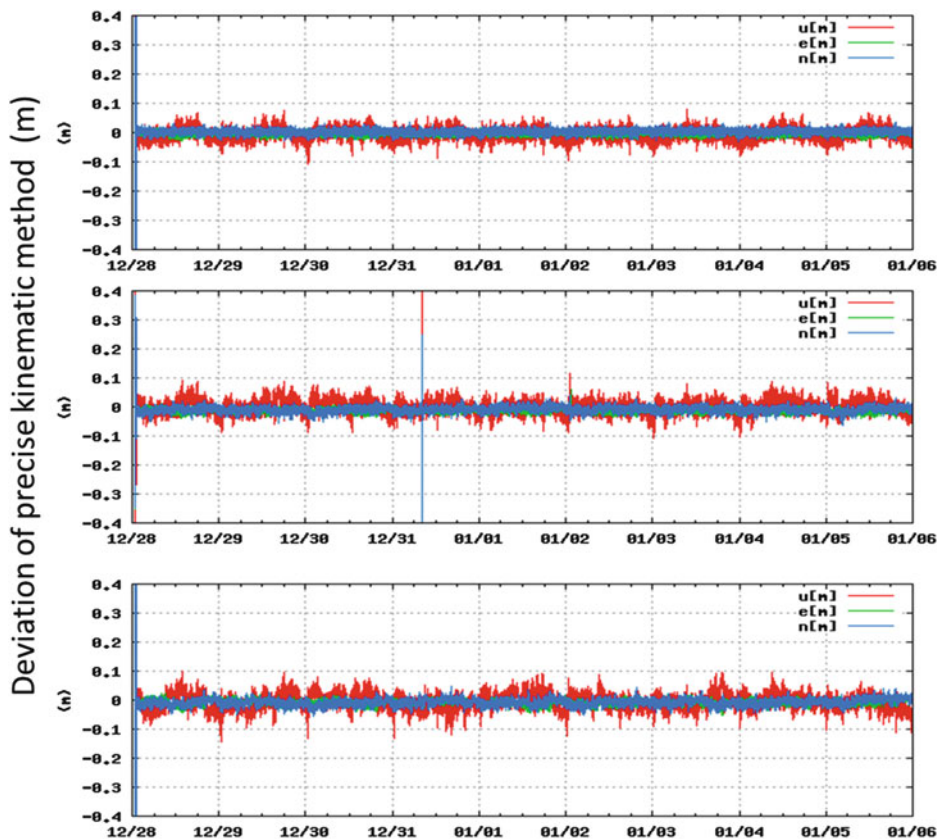 Deviation of precise kinematic method (m)
0.4
0.3
0.2
0.1
0
-0.1
-0.2
-0.3
-0.4
(m)
u[m]
e[m]
n[m]
12/28 12/29 12/30 12/31 01/01 01/02 01/03 01/04 01/05 01/06
0.4
0.3
0.2
0.1
0
-0.1
-0.2
-0.3
-0.4
(m)
u[m]
e[m]
n[m]
12/28 12/29 12/30 12/31 01/01 01/02 01/03 01/04 01/05 01/06
0.4
0.3
0.2
0.1
0
-0.1
-0.2
-0.3
-0.4
(m)
u[m]
e[m]
n[m]
12/28 12/29 12/30 12/31 01/01 01/02 01/03 01/04 01/05 01/06